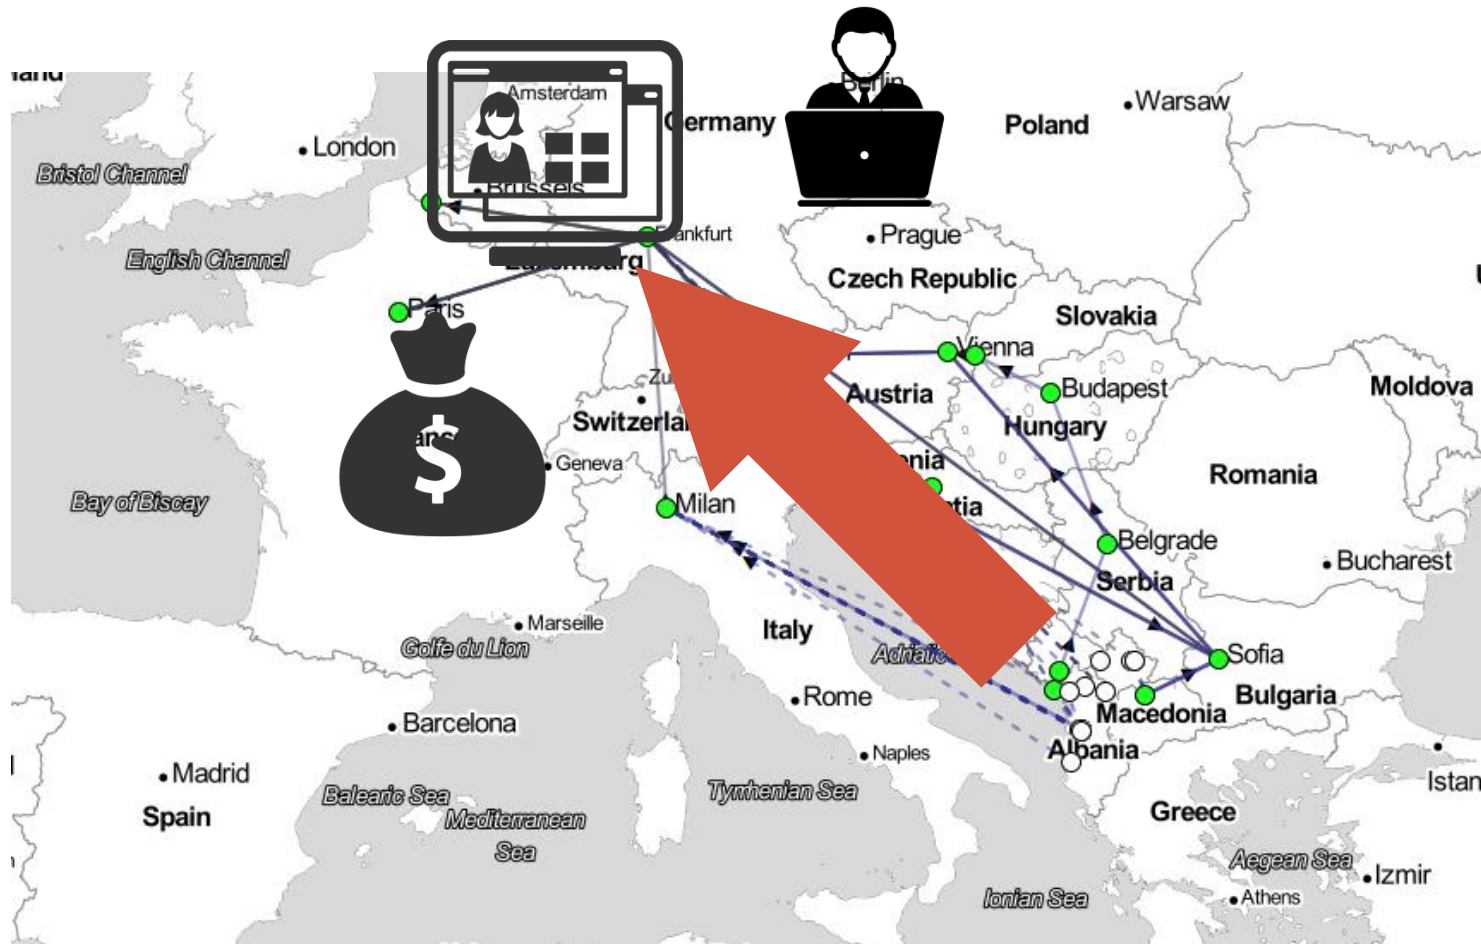 Amsterdam
Berlin
Germany
Poland
Warsaw
London
Bristol Channel
Brussels
Frankfurt
Prague
English Channel
Luxemburg
Czech Republic
Paris
Slovakia
Vienna
Budapest
Moldova
Austria
Switzerlan
Hungary
$
Geneva
Romania
Bay of Biscay
Milan
Belgrade
Bucharest
Serbia
Marseille
Italy
Golfe du Lion
Adriatic
Sofia
Rome
Bulgaria
Macedonia
Barcelona
Albania
Naples
Madrid
Istan
Balearic Sea
Tyrrhenian Sea
Spain
Mediterranean
Sea
Greece
Aegean Sea
Izmir
Ionian Sea
Athens